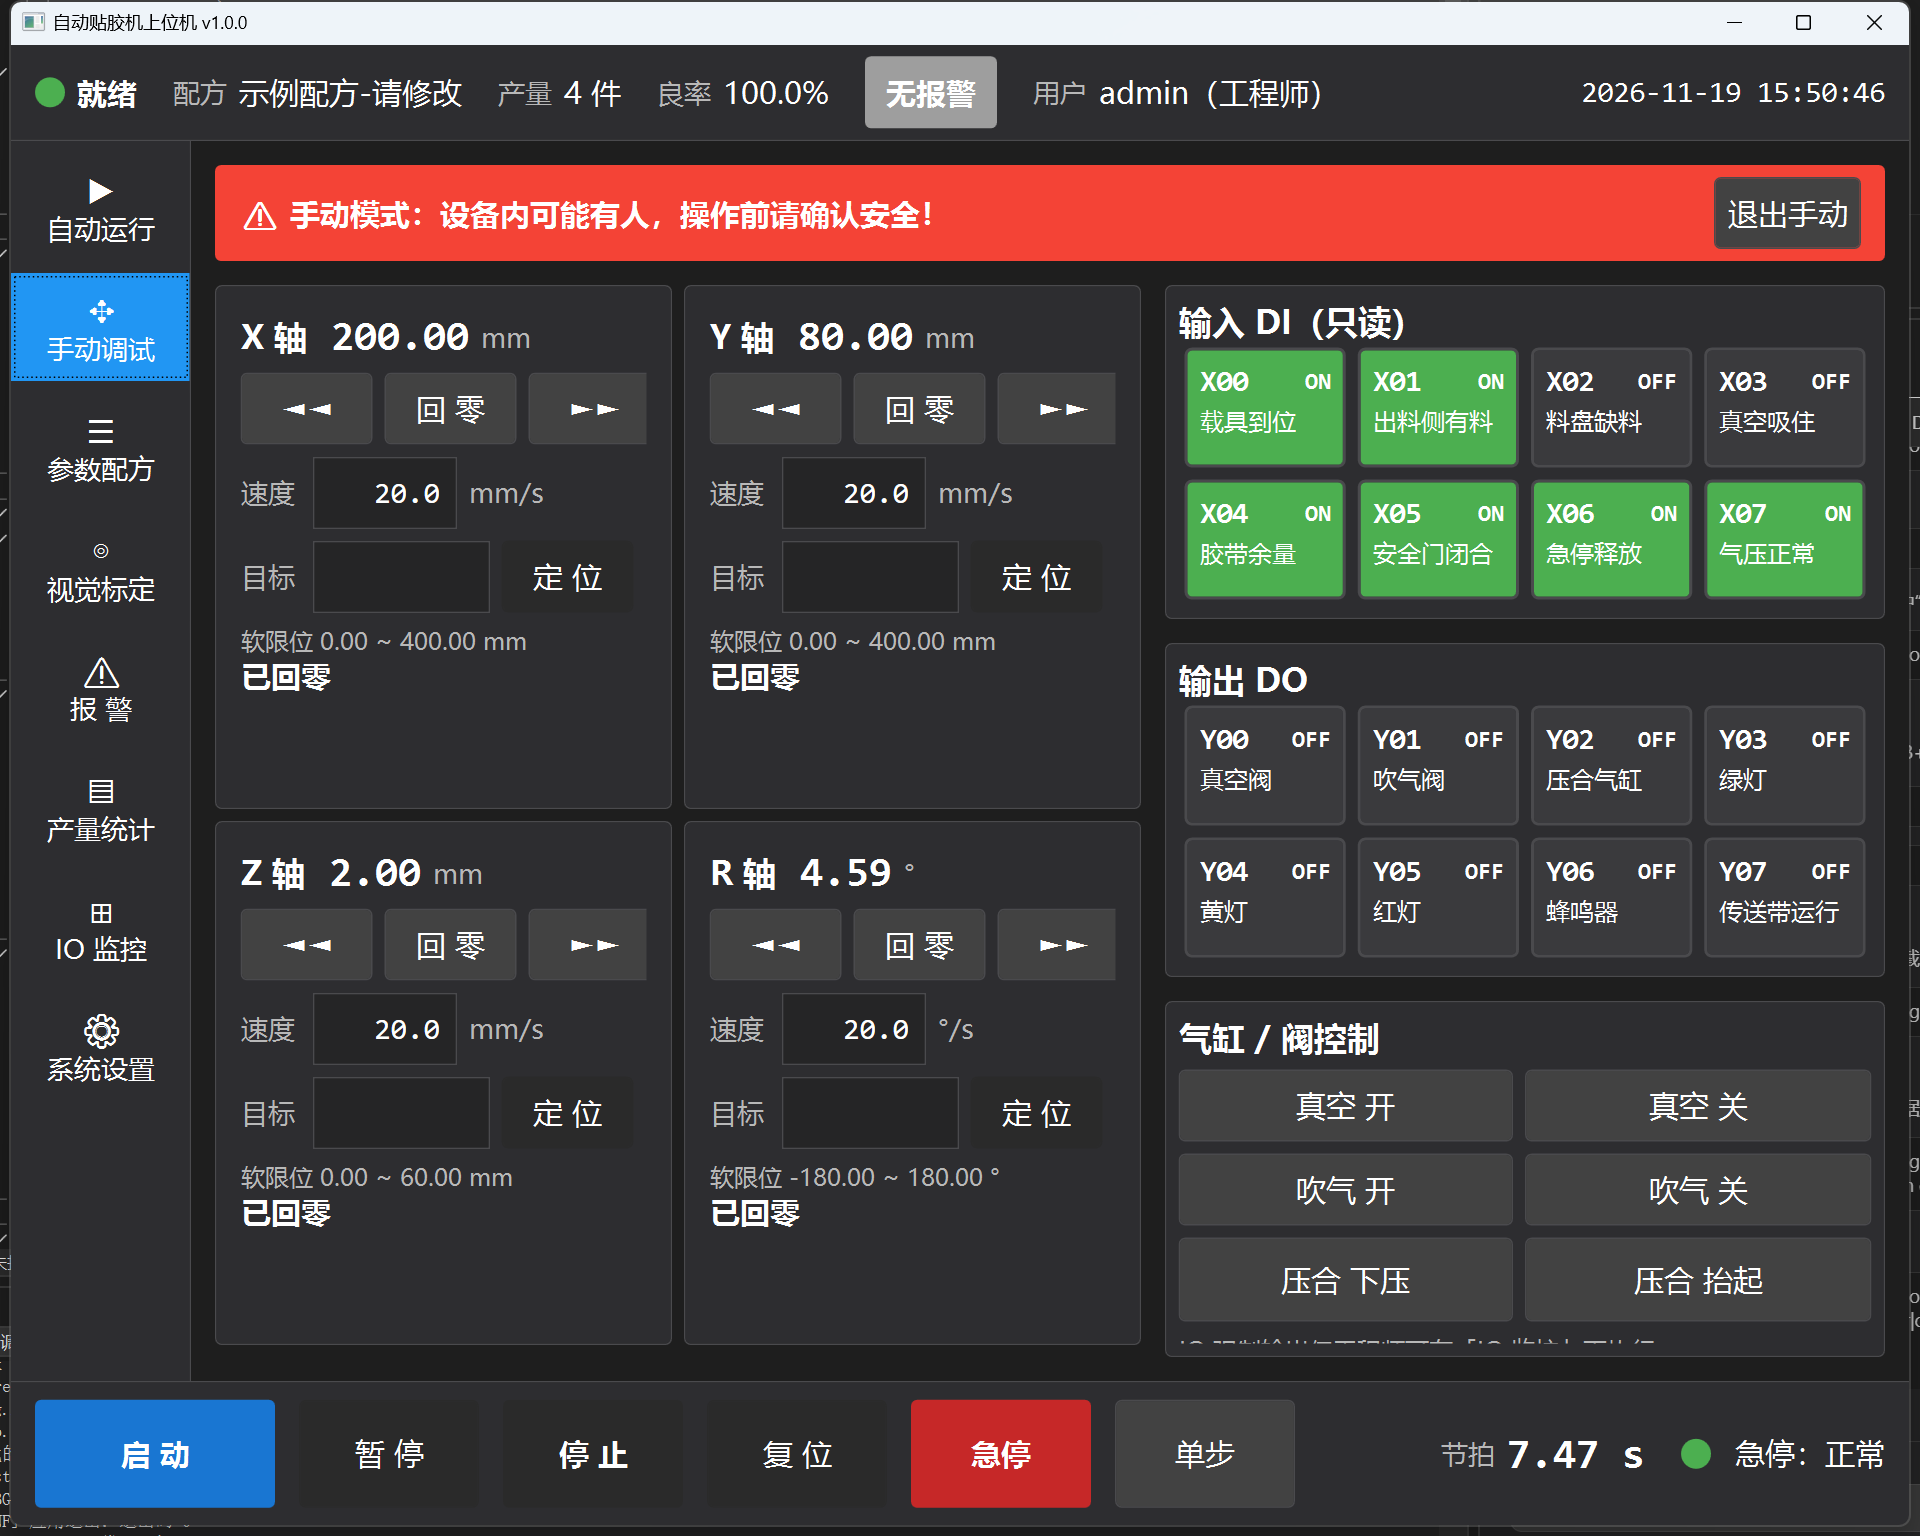 自动贴胶机上位机 v1.0.0
就绪 配方 示例配方-请修改 产量 4 件 良率 100.0% 无报警 用户 admin（工程师） 2026-11-19 15:50:46
自动运行
手动调试
参数配方
视觉标定
报 警
产量统计
IO 监控
系统设置
手动模式：设备内可能有人，操作前请确认安全！
退出手动
X 轴 200.00 mm
◄◄ 回 零 ►►
速度 20.0 mm/s
目标 定 位
软限位 0.00 ~ 400.00 mm
已回零
Y 轴 80.00 mm
◄◄ 回 零 ►►
速度 20.0 mm/s
目标 定 位
软限位 0.00 ~ 400.00 mm
已回零
Z 轴 2.00 mm
◄◄ 回 零 ►►
速度 20.0 mm/s
目标 定 位
软限位 0.00 ~ 60.00 mm
已回零
R 轴 4.59 °
◄◄ 回 零 ►►
速度 20.0 °/s
目标 定 位
软限位 -180.00 ~ 180.00 °
已回零
输入 DI（只读）
X00 ON
载具到位
X01 ON
出料侧有料
X02 OFF
料盘缺料
X03 OFF
真空吸住
X04 ON
胶带余量
X05 ON
安全门闭合
X06 ON
急停释放
X07 ON
气压正常
输出 DO
Y00 OFF
真空阀
Y01 OFF
吹气阀
Y02 OFF
压合气缸
Y03 OFF
绿灯
Y04 OFF
黄灯
Y05 OFF
红灯
Y06 OFF
蜂鸣器
Y07 OFF
传送带运行
气缸 / 阀控制
真空 开 真空 关
吹气 开 吹气 关
压合 下压 压合 抬起
启 动 暂 停 停 止 复 位 急停 单步 节拍 7.47 s 急停：正常